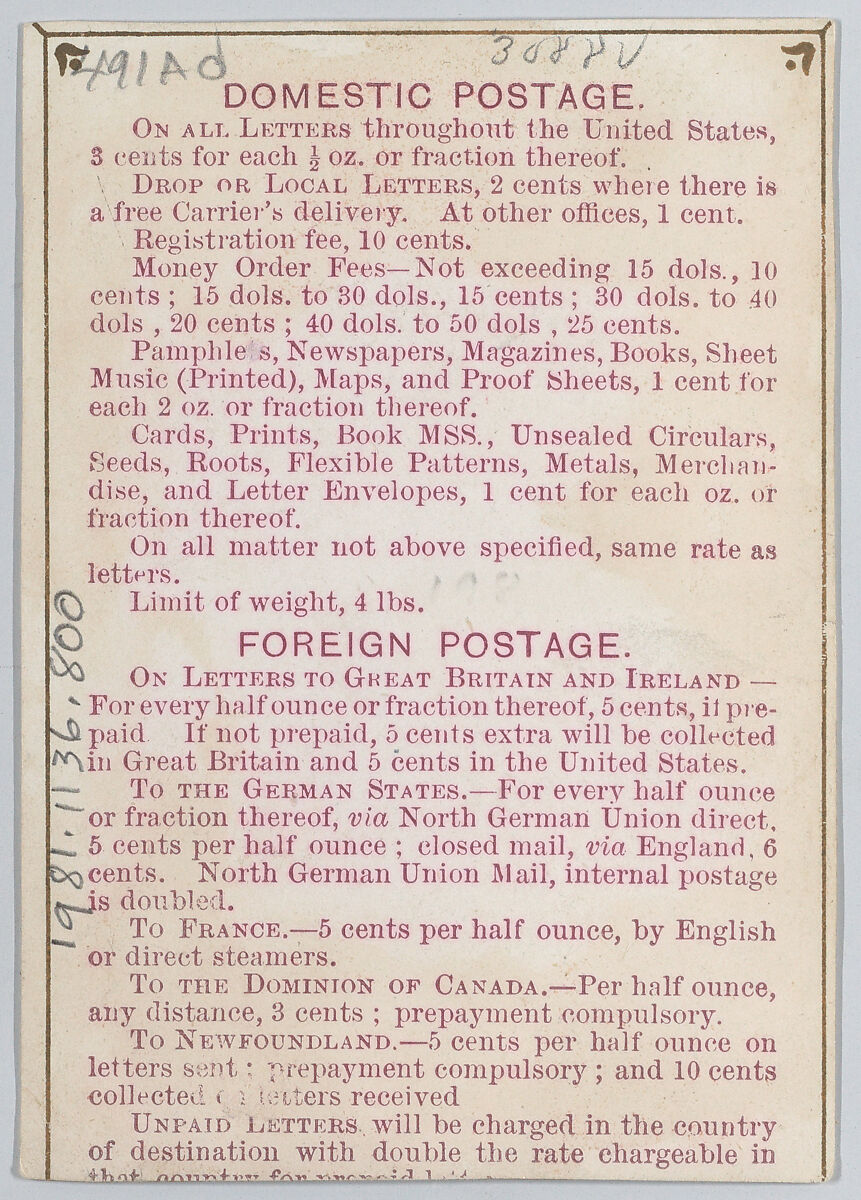 491AD
DOMESTIC POSTAGE.
ON ALL LETTERS throughout the United States,
3 cents for each ½ oz. or fraction thereof.
DROP OR LOCAL LETTERS, 2 cents where there is
a free Carrier's delivery. At other offices, 1 cent.
Registration fee, 10 cents.
Money Order Fees—Not exceeding 15 dols., 10
cents ; 15 dols. to 30 dols., 15 cents ; 30 dols. to 40
dols , 20 cents ; 40 dols. to 50 dols , 25 cents.
Pamphle s, Newspapers, Magazines, Books, Sheet
Music (Printed), Maps, and Proof Sheets, 1 cent for
each 2 oz. or fraction thereof.
Cards, Prints, Book MSS., Unsealed Circulars,
Seeds, Roots, Flexible Patterns, Metals, Merchan-
dise, and Letter Envelopes, 1 cent for each oz. or
fraction thereof.
On all matter not above specified, same rate as
letters.
Limit of weight, 4 lbs.
FOREIGN POSTAGE.
ON LETTERS TO GREAT BRITAIN AND IRELAND —
For every half ounce or fraction thereof, 5 cents, if pre-
paid If not prepaid, 5 cents extra will be collected
in Great Britain and 5 cents in the United States.
TO THE GERMAN STATES.—For every half ounce
or fraction thereof, via North German Union direct,
5 cents per half ounce ; closed mail, via England, 6
cents. North German Union Mail, internal postage
is doubled.
TO FRANCE.—5 cents per half ounce, by English
or direct steamers.
TO THE DOMINION OF CANADA.—Per half ounce,
any distance, 3 cents ; prepayment compulsory.
TO NEWFOUNDLAND.—5 cents per half ounce on
letters sent ; prepayment compulsory ; and 10 cents
collected on letters received
UNPAID LETTERS will be charged in the country
of destination with double the rate chargeable in
that country for prepaid
1981.1136.800